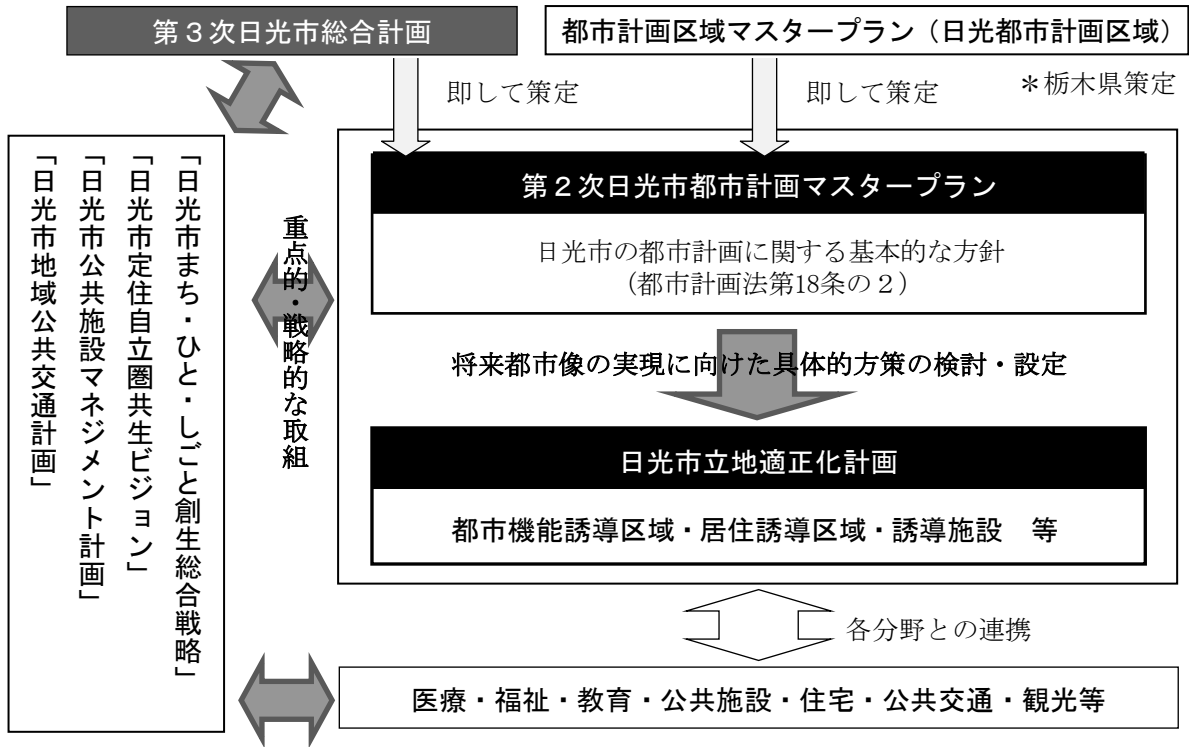 第３次日光市総合計画
都市計画区域マスタープラン（日光都市計画区域）
即して策定
即して策定
＊栃木県策定
「日光市まち・ひと・しごと創生総合戦略」
「日光市定住自立圏共生ビジョン」
「日光市公共施設マネジメント計画」
「日光市地域公共交通計画」
重点的・戦略的な取組
第２次日光市都市計画マスタープラン
日光市の都市計画に関する基本的な方針
（都市計画法第18条の２）
将来都市像の実現に向けた具体的方策の検討・設定
日光市立地適正化計画
都市機能誘導区域・居住誘導区域・誘導施設　等
各分野との連携
医療・福祉・教育・公共施設・住宅・公共交通・観光等